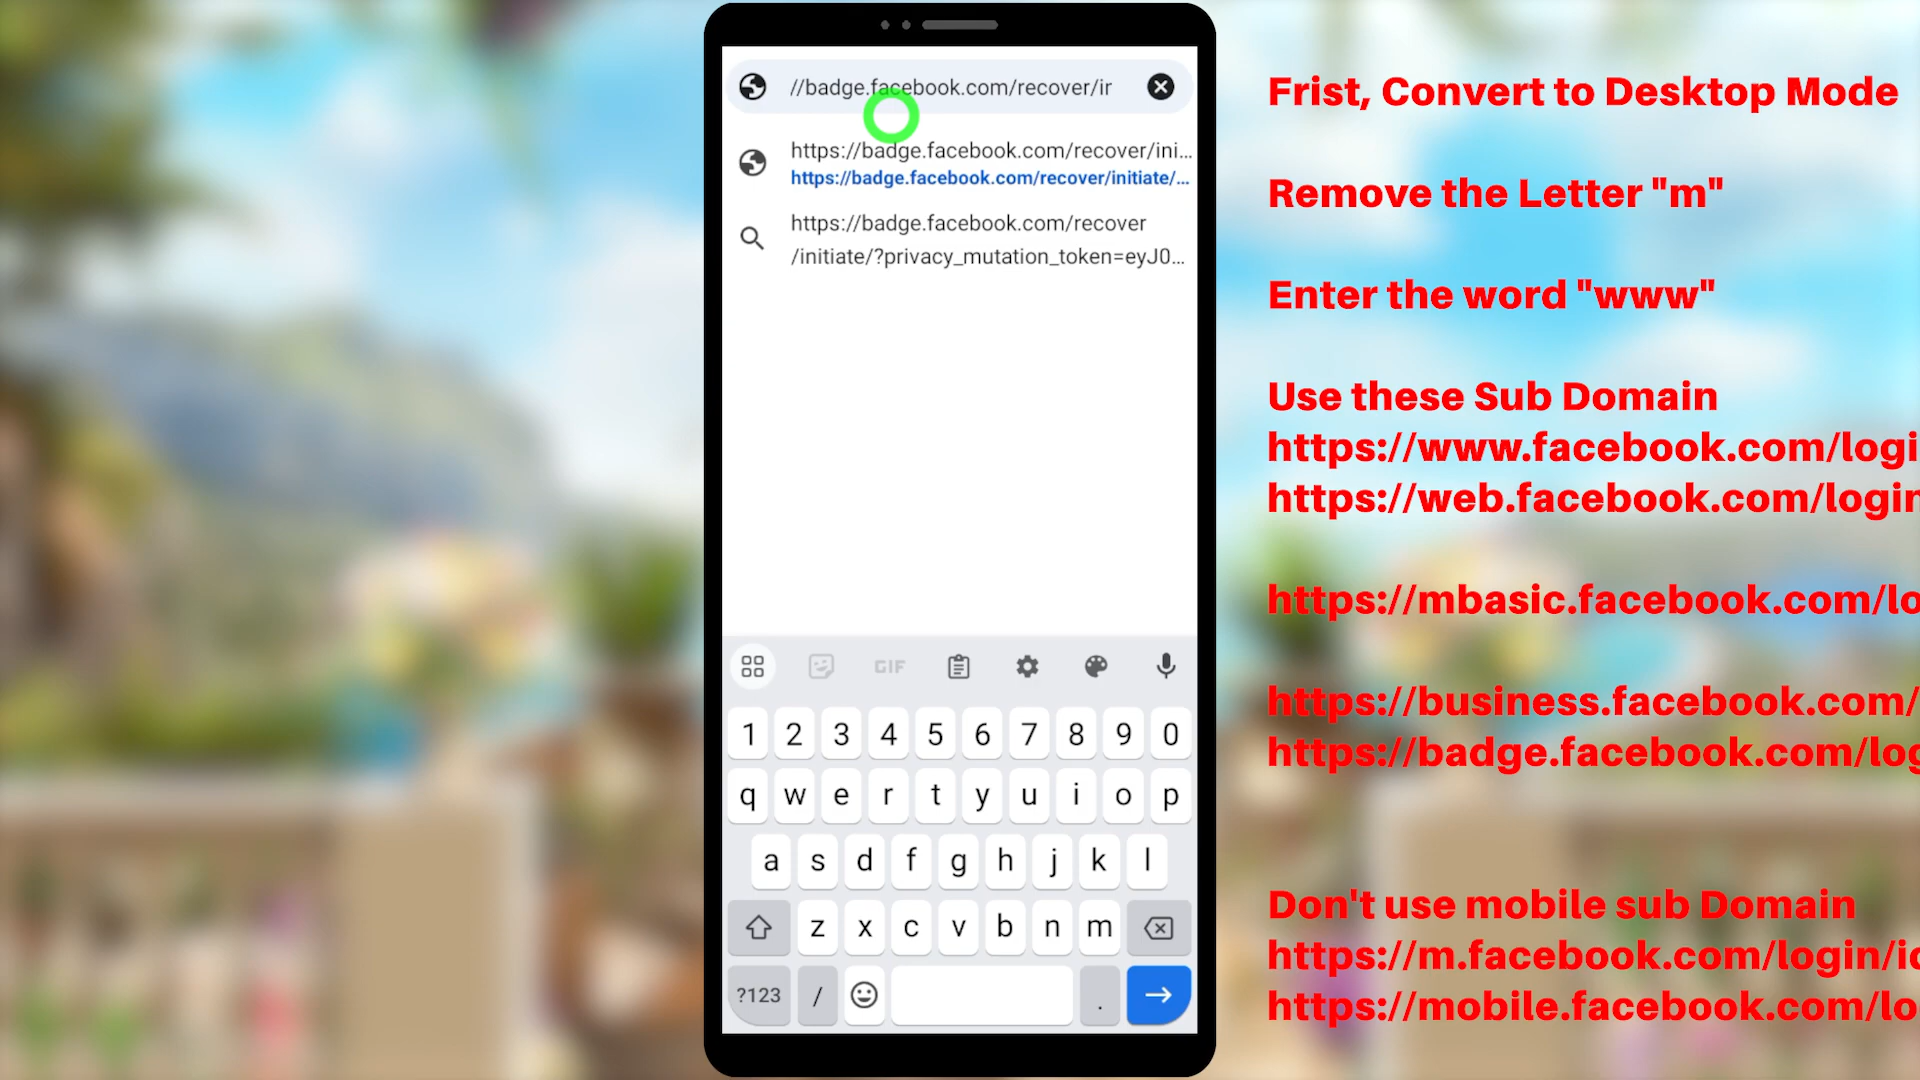 //badge.facebook.com/recover/ir
https://badge.facebook.com/recover/ini...
https://badge.facebook.com/recover/initiate/...
https://badge.facebook.com/recover
/initiate/?privacy_mutation_token=eyJ0...
GIF
1 2 3 4 5 6 7 8 9 0
q w e r t y u i o p
a s d f g h j k l
z x c v b n m
?123 / .
Frist, Convert to Desktop Mode
Remove the Letter "m"
Enter the word "www"
Use these Sub Domain
https://www.facebook.com/logi
https://web.facebook.com/login
https://mbasic.facebook.com/lo
https://business.facebook.com/
https://badge.facebook.com/log
Don't use mobile sub Domain
https://m.facebook.com/login/i
https://mobile.facebook.com/lo